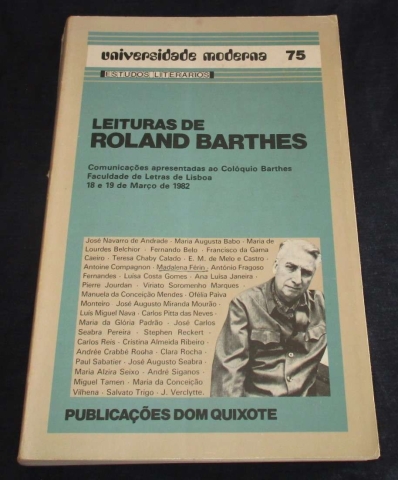 universidade moderna 75
ESTUDOS LITERÁRIOS
LEITURAS DE
ROLAND BARTHES
Comunicações apresentadas ao Colóquio Barthes
Faculdade de Letras de Lisboa
18 e 19 de Março de 1982
José Navarro de Andrade · Maria Augusta Babo · Maria de
Lourdes Belchior · Fernando Belo · Francisco da Gama
Caeiro · Teresa Chaby Calado · E. M. de Melo e Castro ·
Antoine Compagnon · Madalena Férin · António Fragoso
Fernandes · Luísa Costa Gomes · Ana Luísa Janeira ·
Pierre Jourdan · Viriato Soromenho Marques ·
Manuela da Conceição Mendes · Ofélia Paiva
Monteiro · José Augusto Miranda Mourão ·
Luís Miguel Nava · Carlos Pitta das Neves ·
Maria da Glória Padrão · José Carlos
Seabra Pereira · Stephen Reckert ·
Carlos Reis · Cristina Almeida Ribeiro ·
Andrée Crabbé Rocha · Clara Rocha ·
Paul Sabatier · José Augusto Seabra ·
Maria Alzira Seixo · André Siganos ·
Miguel Tamen · Maria da Conceição
Vilhena · Salvato Trigo · J. Verclytte.
PUBLICAÇÕES DOM QUIXOTE